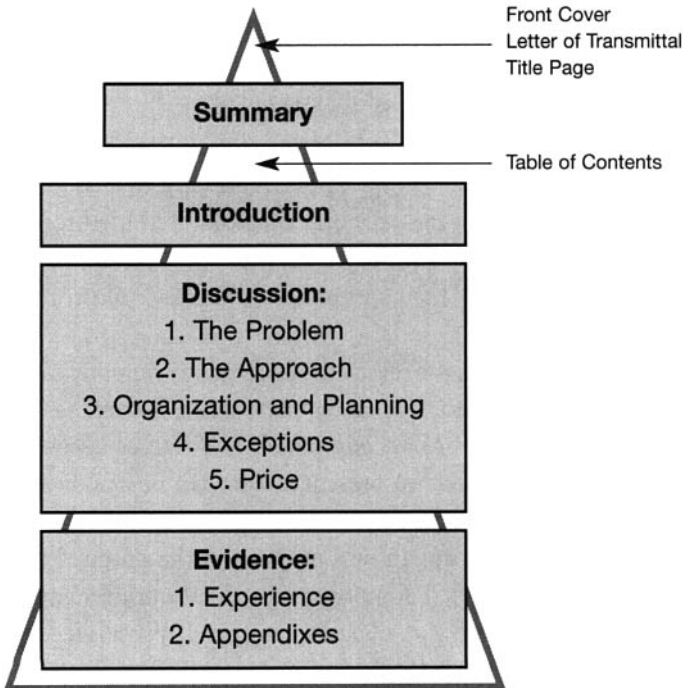 Front Cover
Letter of Transmittal
Title Page
Summary
Table of Contents
Introduction
Discussion:
1. The Problem
2. The Approach
3. Organization and Planning
4. Exceptions
5. Price
Evidence:
1. Experience
2. Appendixes